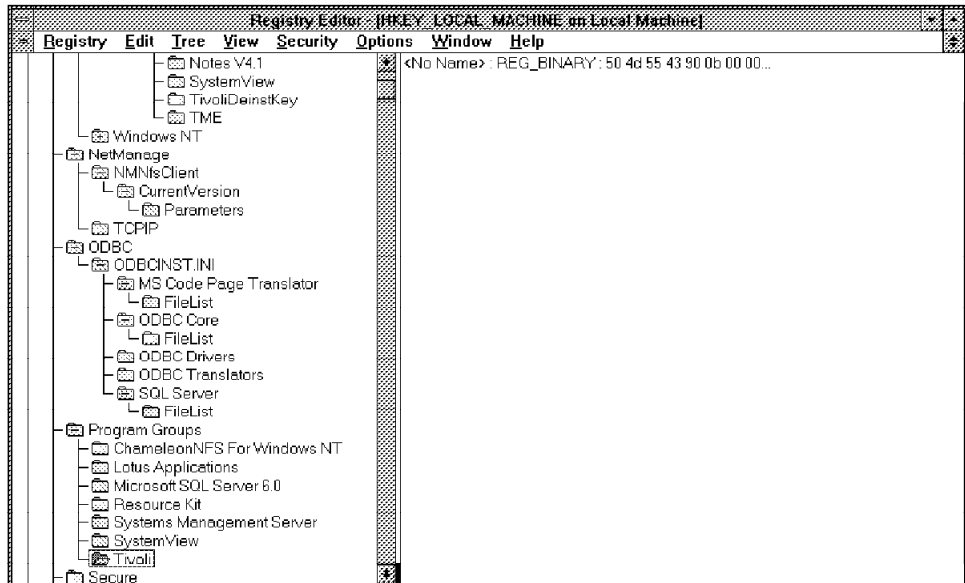 Registry Editor - [HKEY_LOCAL_MACHINE on Local Machine]
Registry Edit Tree View Security Options Window Help
Notes V4.1
SystemView
TivoliDeinstKey
TME
Windows NT
NetManage
NMNfsClient
CurrentVersion
Parameters
TCPIP
ODBC
ODBCINST.INI
MS Code Page Translator
FileList
ODBC Core
FileList
ODBC Drivers
ODBC Translators
SQL Server
FileList
Program Groups
ChameleonNFS For Windows NT
Lotus Applications
Microsoft SQL Server 6.0
Resource Kit
Systems Management Server
SystemView
Tivoli
Secure
<No Name> : REG_BINARY : 50 4d 55 43 90 0b 00 00...